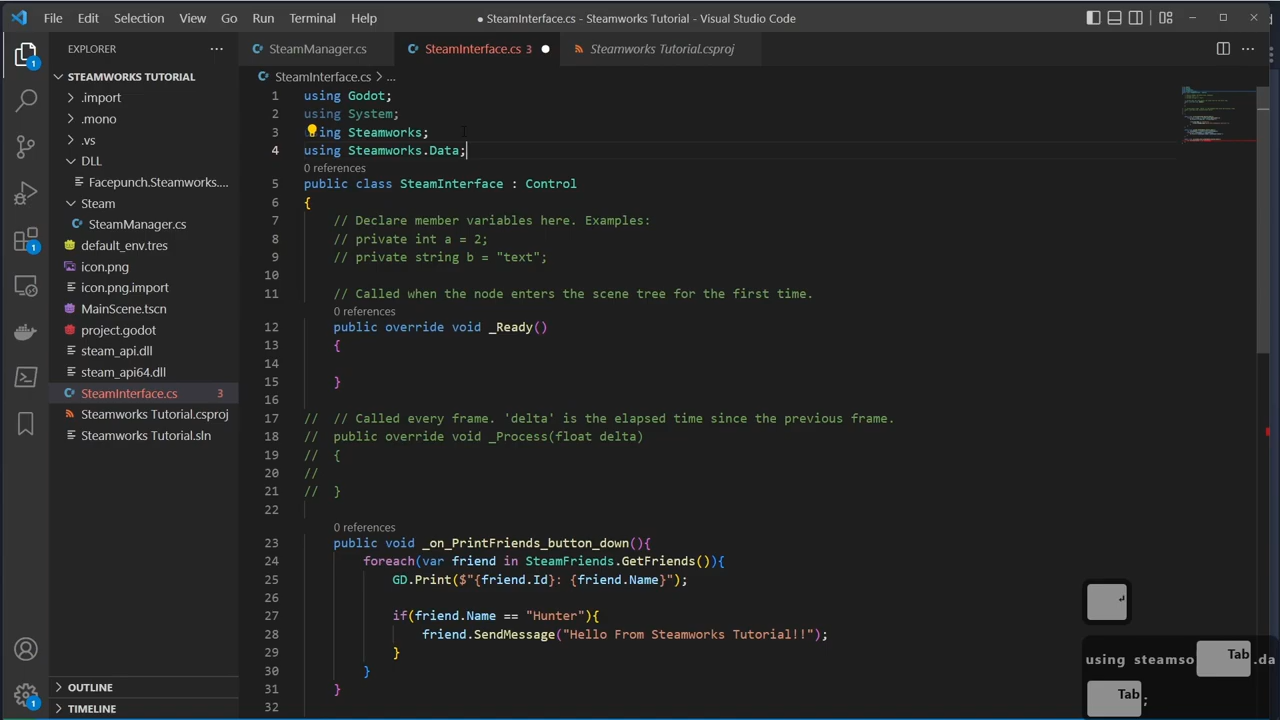 File Edit Selection View Go Run Terminal Help
● SteamInterface.cs - Steamworks Tutorial - Visual Studio Code
EXPLORER
SteamManager.cs
SteamInterface.cs 3
Steamworks Tutorial.csproj
STEAMWORKS TUTORIAL
.import
.mono
.vs
DLL
Facepunch.Steamworks....
Steam
SteamManager.cs
default_env.tres
icon.png
icon.png.import
MainScene.tscn
project.godot
steam_api.dll
steam_api64.dll
SteamInterface.cs 3
Steamworks Tutorial.csproj
Steamworks Tutorial.sln
OUTLINE
TIMELINE
1
1
1
SteamInterface.cs > ...
1 using Godot;
2 using System;
3 using Steamworks;
4 using Steamworks.Data;
0 references
5 public class SteamInterface : Control
6 {
7 // Declare member variables here. Examples:
8 // private int a = 2;
9 // private string b = "text";
10
11 // Called when the node enters the scene tree for the first time.
0 references
12 public override void _Ready()
13 {
14
15 }
16
17 // // Called every frame. 'delta' is the elapsed time since the previous frame.
18 // public override void _Process(float delta)
19 // {
20 //
21 // }
22
0 references
23 public void _on_PrintFriends_button_down(){
24 foreach(var friend in SteamFriends.GetFriends()){
25 GD.Print($"{friend.Id}: {friend.Name}");
26
27 if(friend.Name == "Hunter"){
28 friend.SendMessage("Hello From Steamworks Tutorial!!");
29 }
30 }
31 }
32
using steamso Tab .da
Tab ;